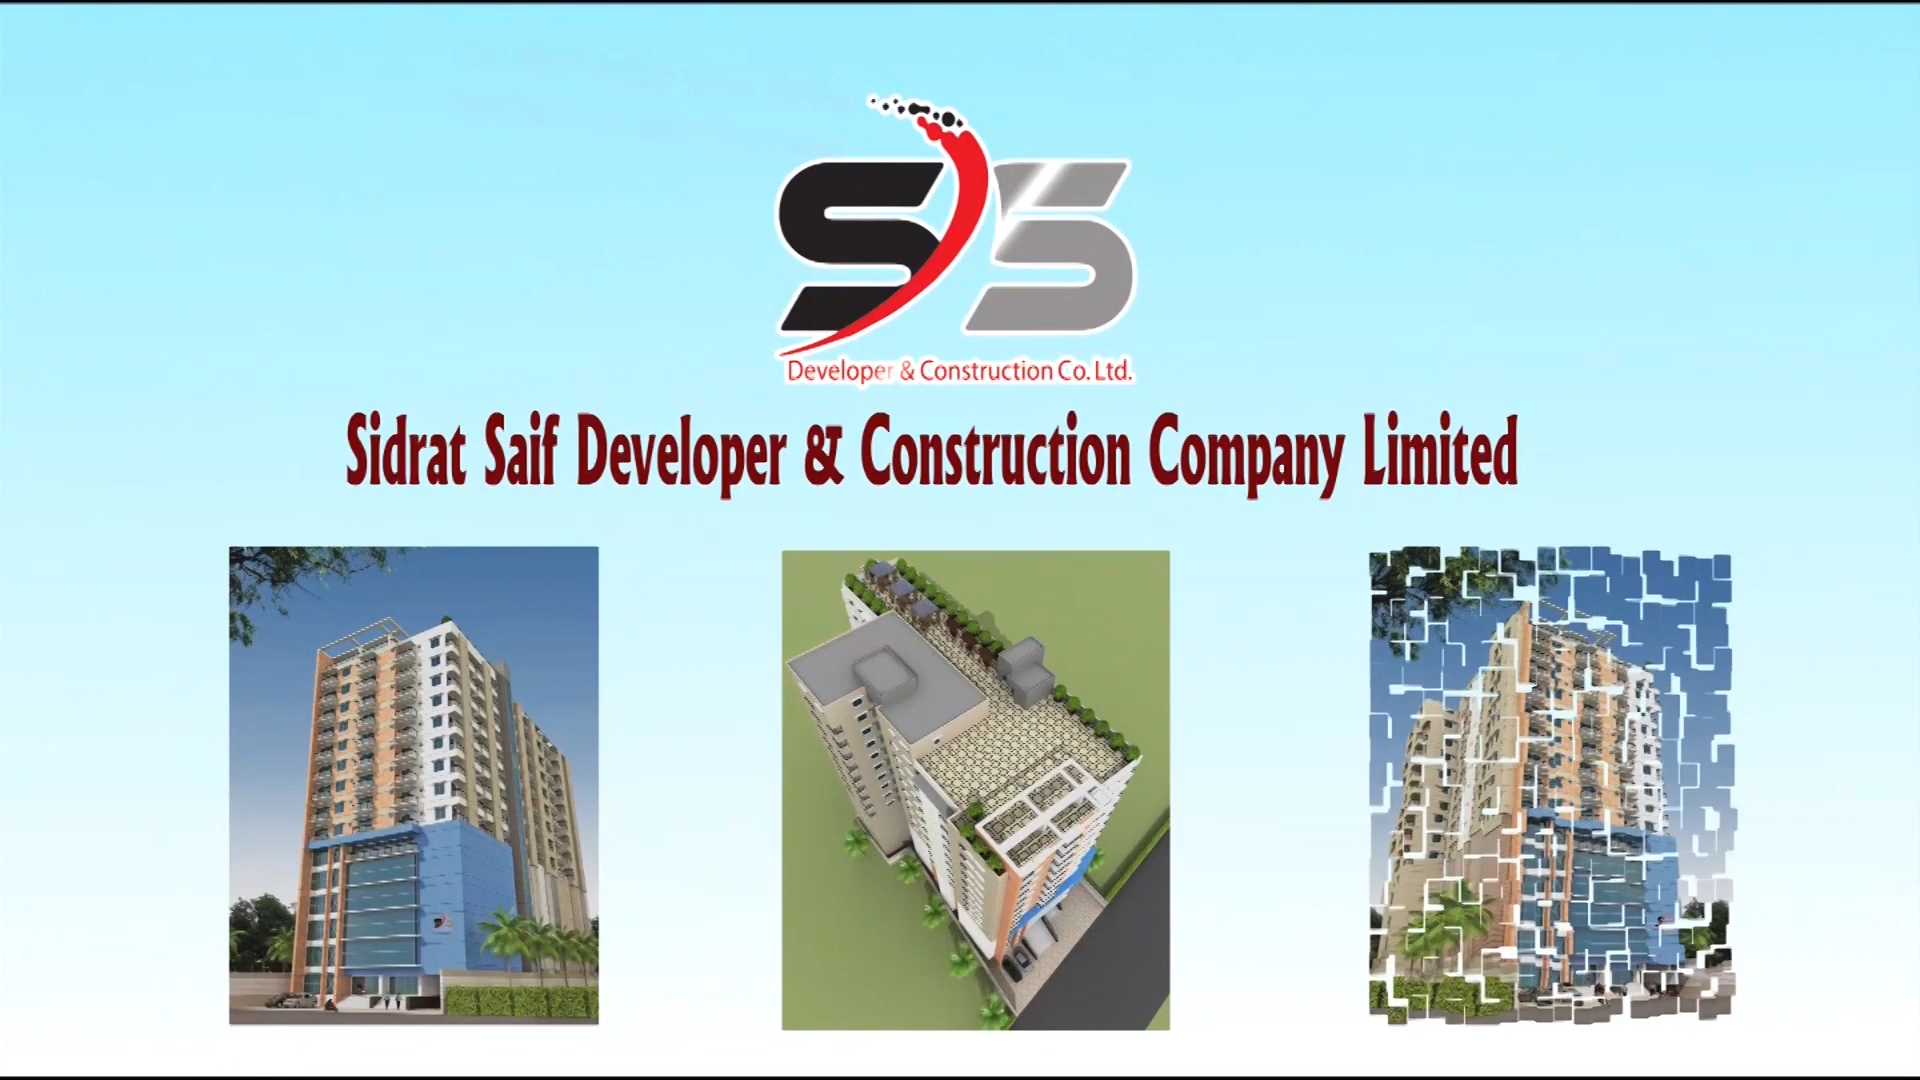 SS
Developer & Construction Co. Ltd.
Sidrat Saif Developer & Construction Company Limited